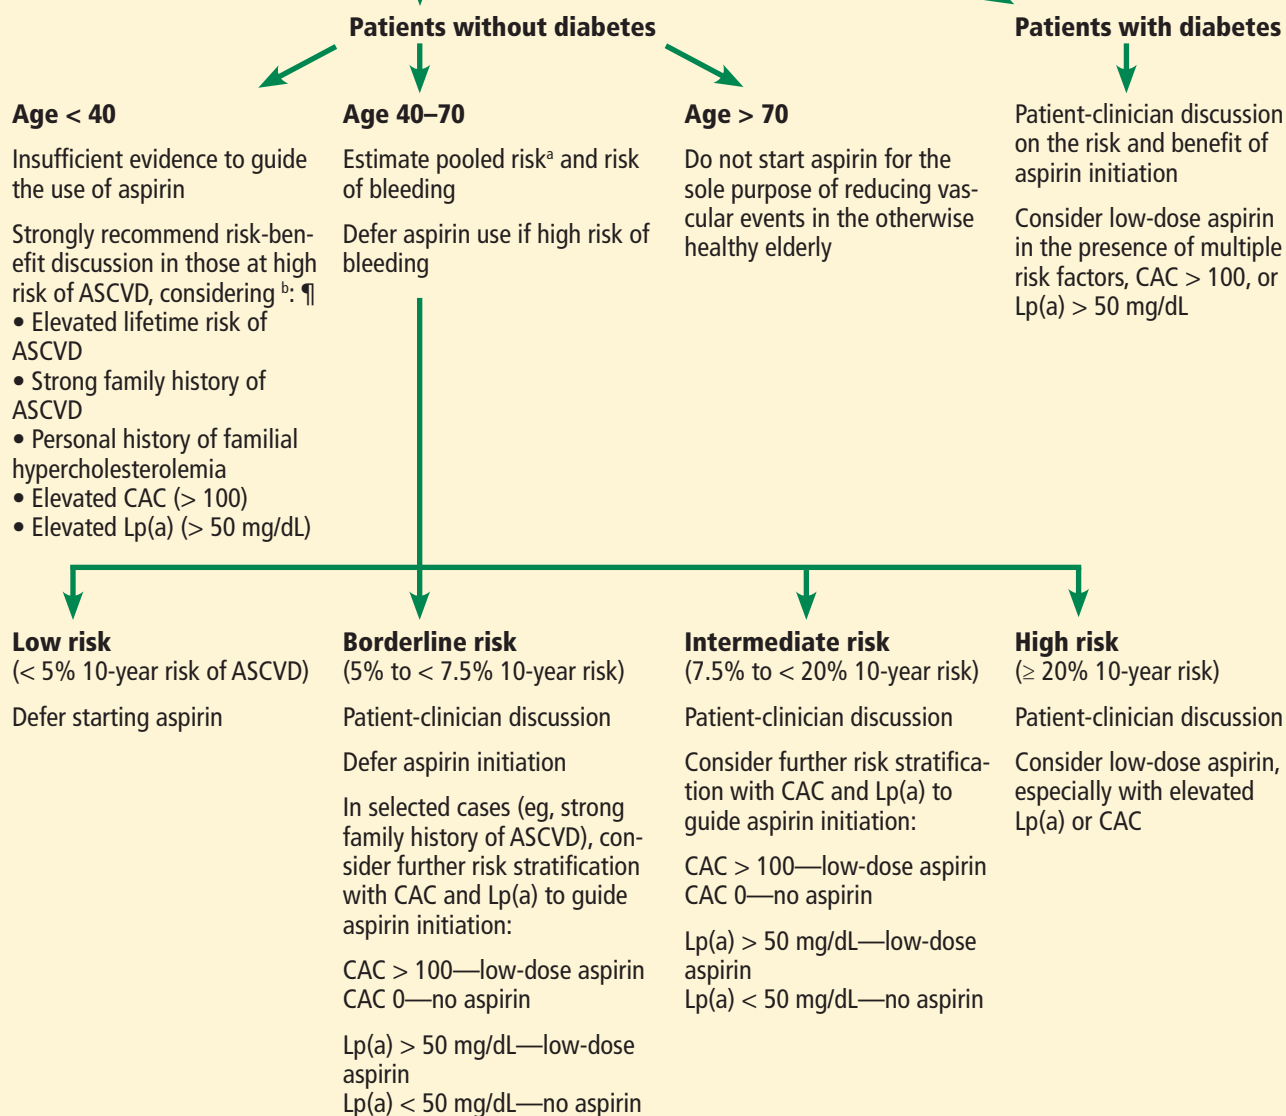 Patients without diabetes
Patients with diabetes
Age < 40
Insufficient evidence to guide
the use of aspirin
Strongly recommend risk-ben-
efit discussion in those at high
risk of ASCVD, considering ᵇ: ¶
• Elevated lifetime risk of
ASCVD
• Strong family history of
ASCVD
• Personal history of familial
hypercholesterolemia
• Elevated CAC (> 100)
• Elevated Lp(a) (> 50 mg/dL)
Age 40–70
Estimate pooled riskᵃ and risk
of bleeding
Defer aspirin use if high risk of
bleeding
Age > 70
Do not start aspirin for the
sole purpose of reducing vas-
cular events in the otherwise
healthy elderly
Patient-clinician discussion
on the risk and benefit of
aspirin initiation
Consider low-dose aspirin
in the presence of multiple
risk factors, CAC > 100, or
Lp(a) > 50 mg/dL
Low risk
(< 5% 10-year risk of ASCVD)
Defer starting aspirin
Borderline risk
(5% to < 7.5% 10-year risk)
Patient-clinician discussion
Defer aspirin initiation
In selected cases (eg, strong
family history of ASCVD), con-
sider further risk stratification
with CAC and Lp(a) to guide
aspirin initiation:
CAC > 100—low-dose aspirin
CAC 0—no aspirin
Lp(a) > 50 mg/dL—low-dose
aspirin
Lp(a) < 50 mg/dL—no aspirin
Intermediate risk
(7.5% to < 20% 10-year risk)
Patient-clinician discussion
Consider further risk stratifica-
tion with CAC and Lp(a) to
guide aspirin initiation:
CAC > 100—low-dose aspirin
CAC 0—no aspirin
Lp(a) > 50 mg/dL—low-dose
aspirin
Lp(a) < 50 mg/dL—no aspirin
High risk
(≥ 20% 10-year risk)
Patient-clinician discussion
Consider low-dose aspirin,
especially with elevated
Lp(a) or CAC